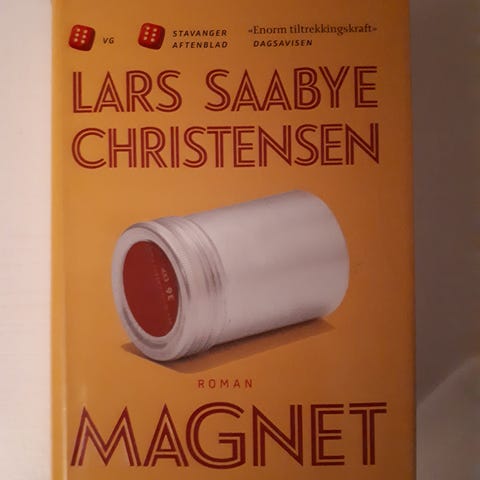 VG
STAVANGER
AFTENBLAD
«Enorm tiltrekkingskraft»
DAGSAVISEN
LARS SAABYE
CHRISTENSEN
ROMAN
MAGNET